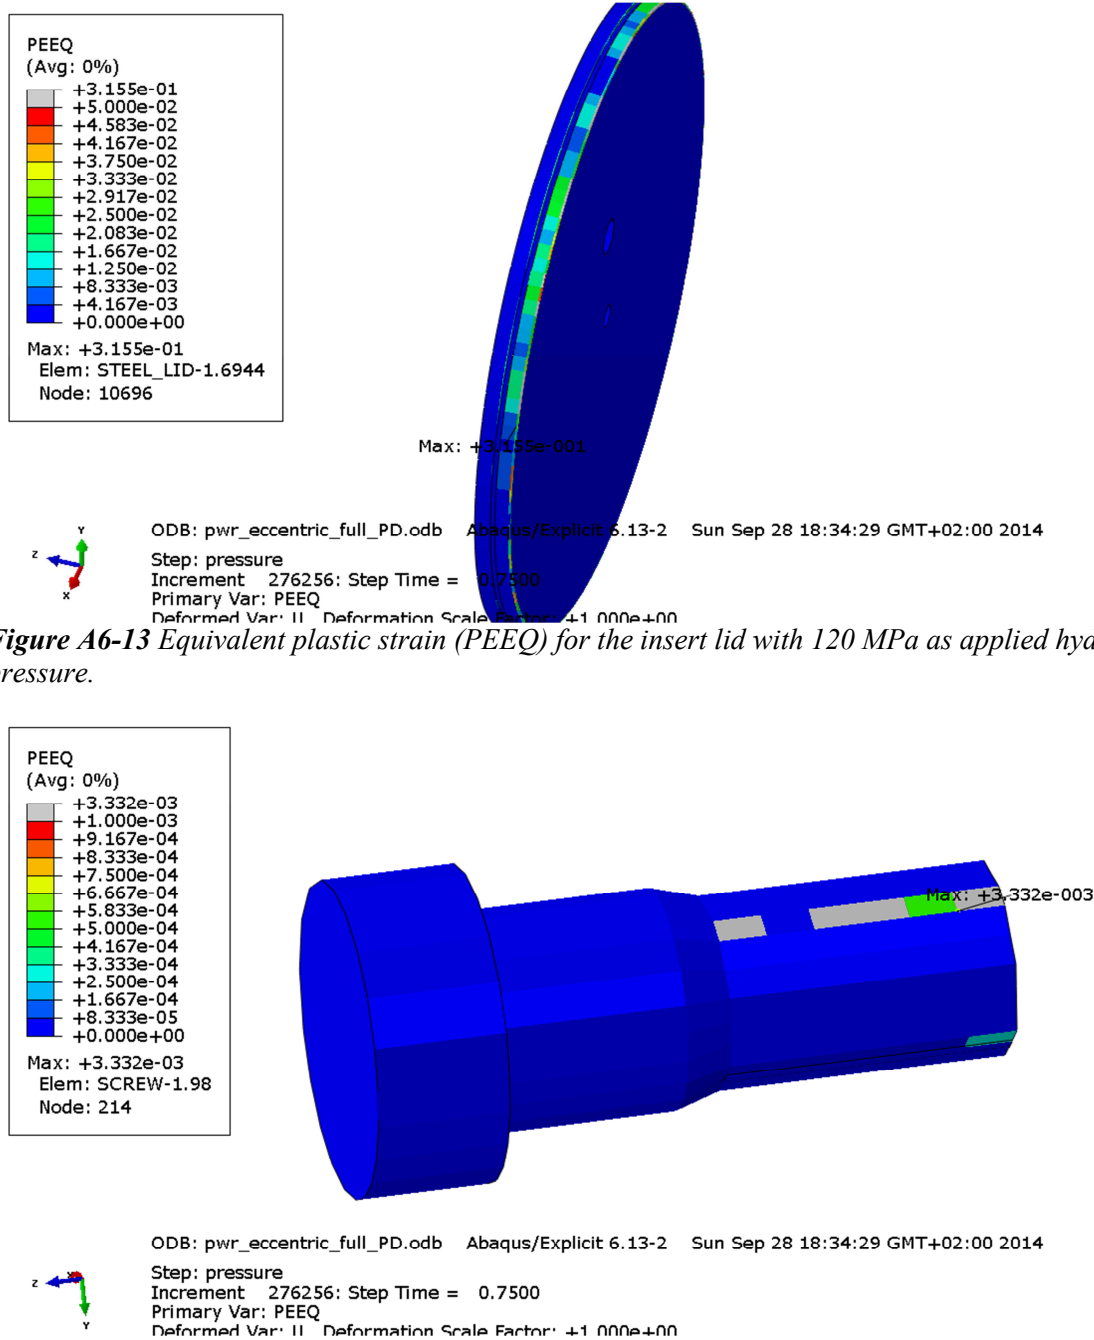 PEEQ
(Avg: 0%)
+3.155e-01
+5.000e-02
+4.583e-02
+4.167e-02
+3.750e-02
+3.333e-02
+2.917e-02
+2.500e-02
+2.083e-02
+1.667e-02
+1.250e-02
+8.333e-03
+4.167e-03
+0.000e+00
Max: +3.155e-01
Elem: STEEL_LID-1.6944
Node: 10696
Max: +3.155e-001
Y
Z
X
ODB: pwr_eccentric_full_PD.odb Abaqus/Explicit 6.13-2 Sun Sep 28 18:34:29 GMT+02:00 2014
Step: pressure
Increment 276256: Step Time = 0.7500
Primary Var: PEEQ
Deformed Var: U Deformation Scale Factor: +1.000e+00
igure A6-13 Equivalent plastic strain (PEEQ) for the insert lid with 120 MPa as applied hyd
ressure.
PEEQ
(Avg: 0%)
+3.332e-03
+1.000e-03
+9.167e-04
+8.333e-04
+7.500e-04
+6.667e-04
+5.833e-04
+5.000e-04
+4.167e-04
+3.333e-04
+2.500e-04
+1.667e-04
+8.333e-05
+0.000e+00
Max: +3.332e-03
Elem: SCREW-1.98
Node: 214
Max: +3.332e-003
ODB: pwr_eccentric_full_PD.odb Abaqus/Explicit 6.13-2 Sun Sep 28 18:34:29 GMT+02:00 2014
Z
Y
Step: pressure
Increment 276256: Step Time = 0.7500
Primary Var: PEEQ
Deformed Var: U Deformation Scale Factor: +1.000e+00